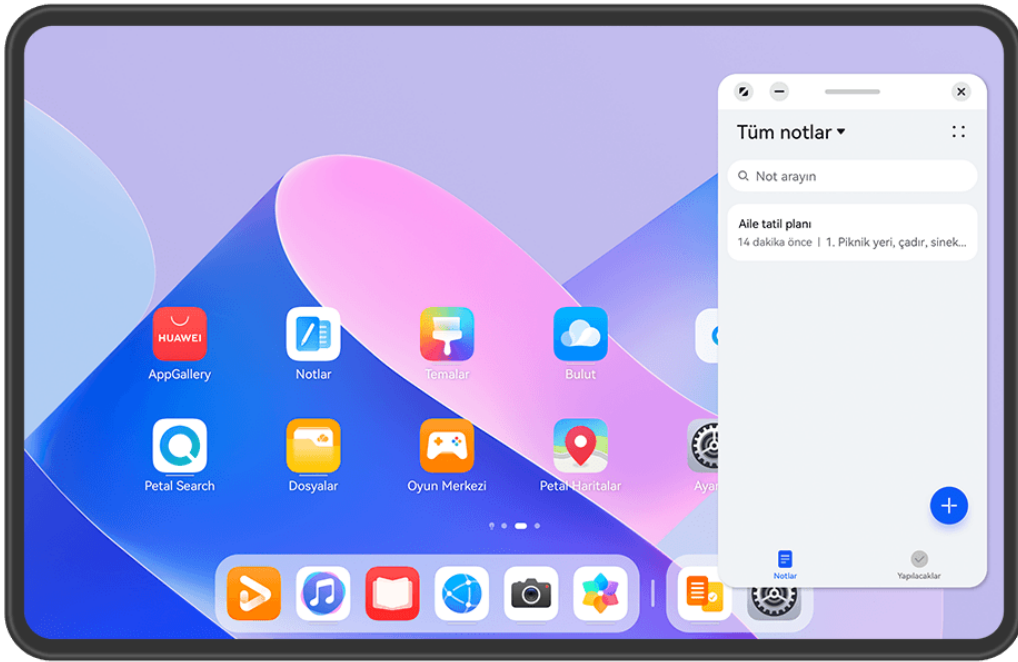 Tüm notlar
Not arayın
Aile tatil planı
14 dakika önce | 1. Piknik yeri, çadır, sinek...
HUAWEI
AppGallery
Notlar
Temalar
Bulut
Petal Search
Dosyalar
Oyun Merkezi
Petal Haritalar
Ayar
Notlar
Yapılacaklar